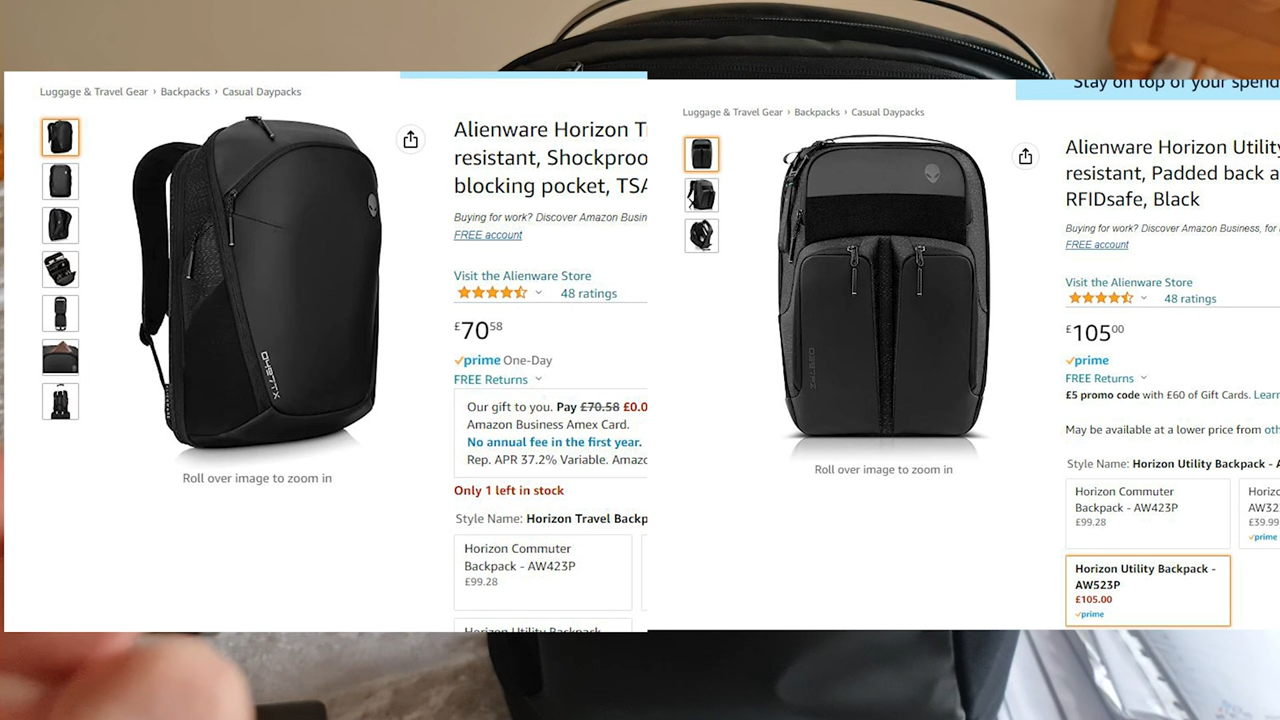 Luggage & Travel Gear › Backpacks › Casual Daypacks
Alienware Horizon T
resistant, Shockproo
blocking pocket, TSA
Buying for work? Discover Amazon Busin
FREE account
Visit the Alienware Store
48 ratings
£7058
prime One-Day
FREE Returns
Our gift to you. Pay £70.58 £0.0
Amazon Business Amex Card.
No annual fee in the first year.
Rep. APR 37.2% Variable. Amazo
Only 1 left in stock
Style Name: Horizon Travel Backp
Horizon Commuter
Backpack - AW423P
£99.28
Horizon Utility Backpack
Roll over image to zoom in
Stay on top of your spend
Luggage & Travel Gear › Backpacks › Casual Daypacks
Alienware Horizon Utility
resistant, Padded back a
RFIDsafe, Black
Buying for work? Discover Amazon Business, for
FREE account
Visit the Alienware Store
48 ratings
£10500
prime
FREE Returns
£5 promo code with £60 of Gift Cards. Learn
May be available at a lower price from oth
Style Name: Horizon Utility Backpack - A
Horizon Commuter
Backpack - AW423P
£99.28
Horizo
AW32
£39.99
prime
Horizon Utility Backpack -
AW523P
£105.00
prime
Roll over image to zoom in